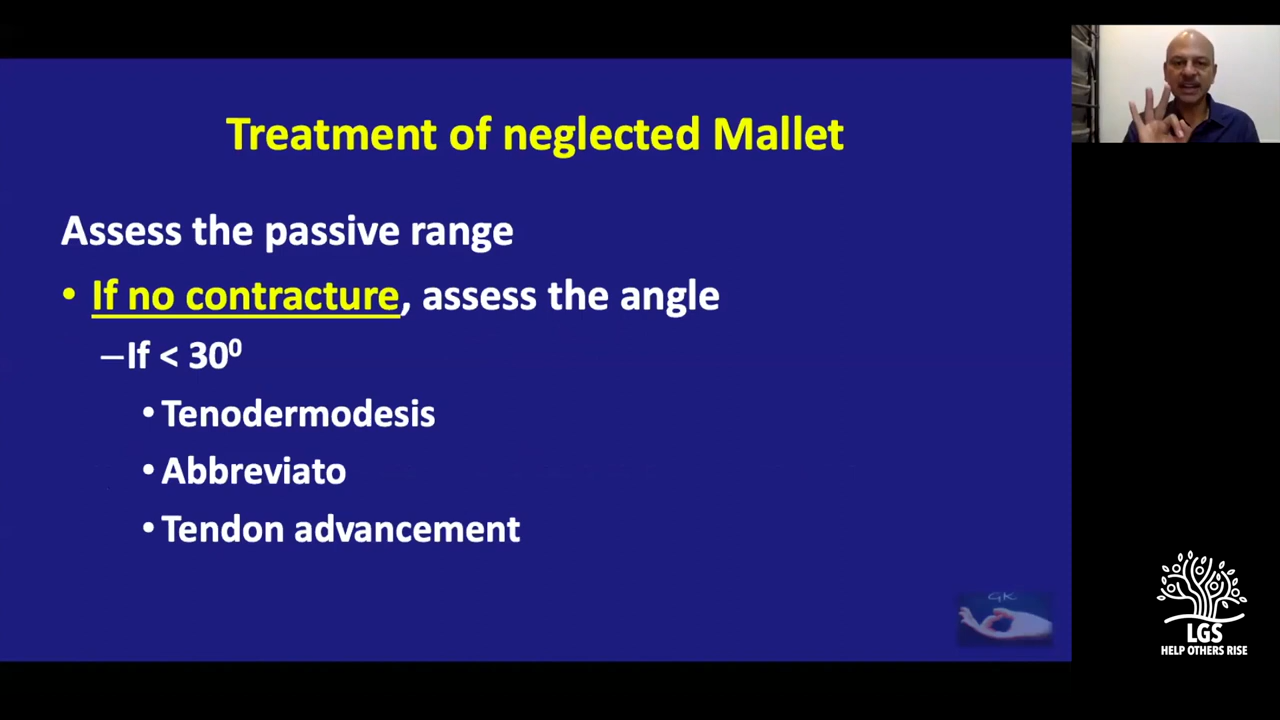 Treatment of neglected Mallet
Assess the passive range
• If no contracture, assess the angle
–If < 30⁰
• Tenodermodesis
• Abbreviato
• Tendon advancement
GK
LGS
HELP OTHERS RISE